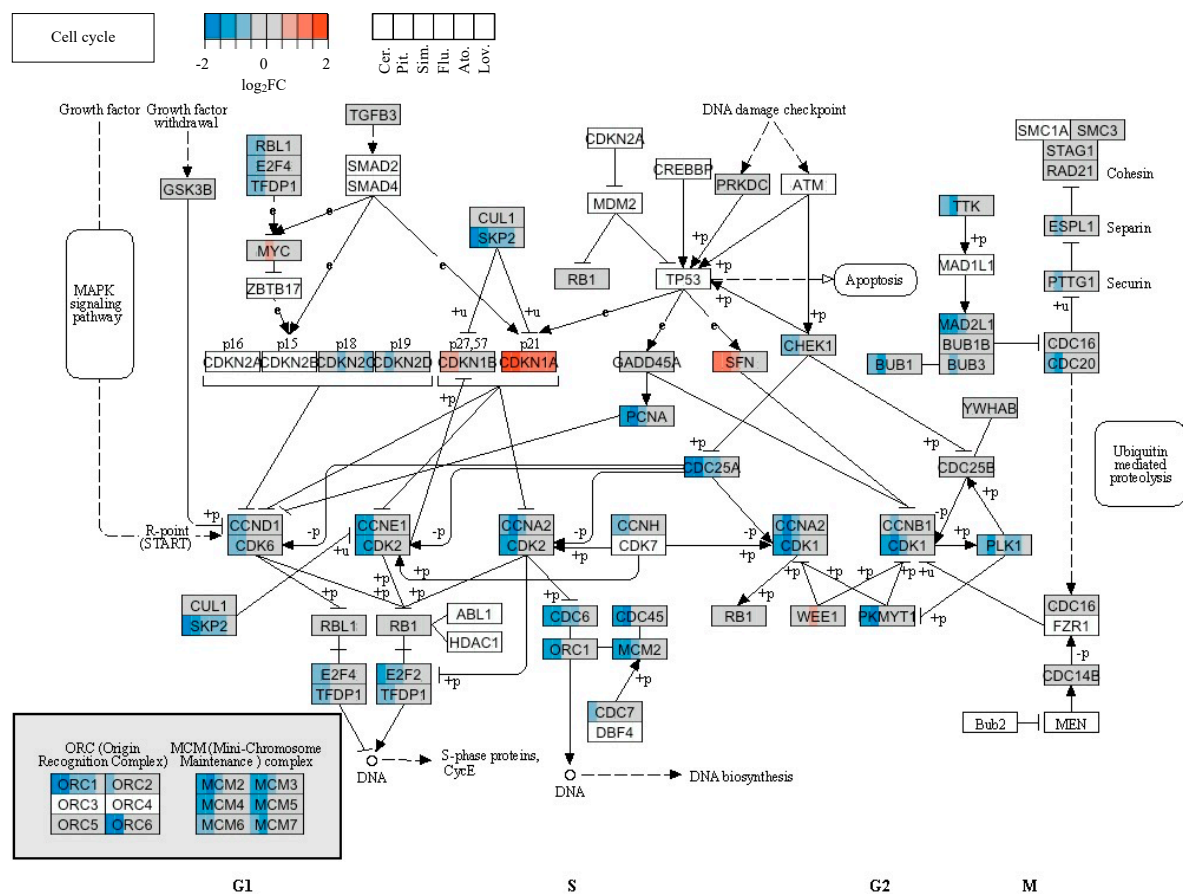 Cell cycle
-2 0 2
log2FC
Cer.
Pit.
Sim.
Flu.
Ato.
Lov.
Growth factor
Growth factor
withdrawal
TGFB3
DNA damage checkpoint
SMC1A SMC3
STAG1
RAD21
Cohesin
RBL1
E2F4
TFDP1
SMAD2
SMAD4
CDKN2A
CREBBP
PRKDC
ATM
GSK3B
e
e
MDM2
CUL1
SKP2
TTK
ESPL1
Separin
+p
+p
MYC
RB1
TP53
Apoptosis
MAD1L1
PTTG1
Securin
MAPK
signaling
pathway
ZBTB17
e
e
+u
+u
e
e
+p
+p
+u
p16 p15 p18 p19 p27,57 p21
CDKN2A CDKN2B CDKN2C CDKN2D CDKN1B CDKN1A
GADD45A
SFN
CHEK1
MAD2L1
BUB1B
BUB3
BUB1
CDC16
CDC20
+p
PCNA
YWHAB
+p
+p
CDC25A
CDC25B
+p
Ubiquitin
mediated
proteolysis
R-point
(START)
+p
CCND1
CDK6
-p
CCNE1
CDK2
-p
CCNA2
CDK2
-p
+p
CCNH
CDK7
+p
CCNA2
CDK1
CCNB1
CDK1
-p
+p
PLK1
+u
+p
+p
+p
+p
+p
+p
+p
+p
+p
+p
+u
CUL1
SKP2
RBL1
RB1
ABL1
HDAC1
CDC6
CDC45
RB1
WEE1
PKMYT1
+p
CDC16
FZR1
ORC1
MCM2
-p
E2F4
TFDP1
E2F2
TFDP1
+p
+p
CDC14B
CDC7
DBF4
Bub2
MEN
DNA
S-phase proteins,
CycE
DNA
DNA biosynthesis
ORC (Origin
Recognition Complex)
MCM (Mini-Chromosome
Maintenance ) complex
ORC1 ORC2
ORC3 ORC4
ORC5 ORC6
MCM2 MCM3
MCM4 MCM5
MCM6 MCM7
G1 S G2 M